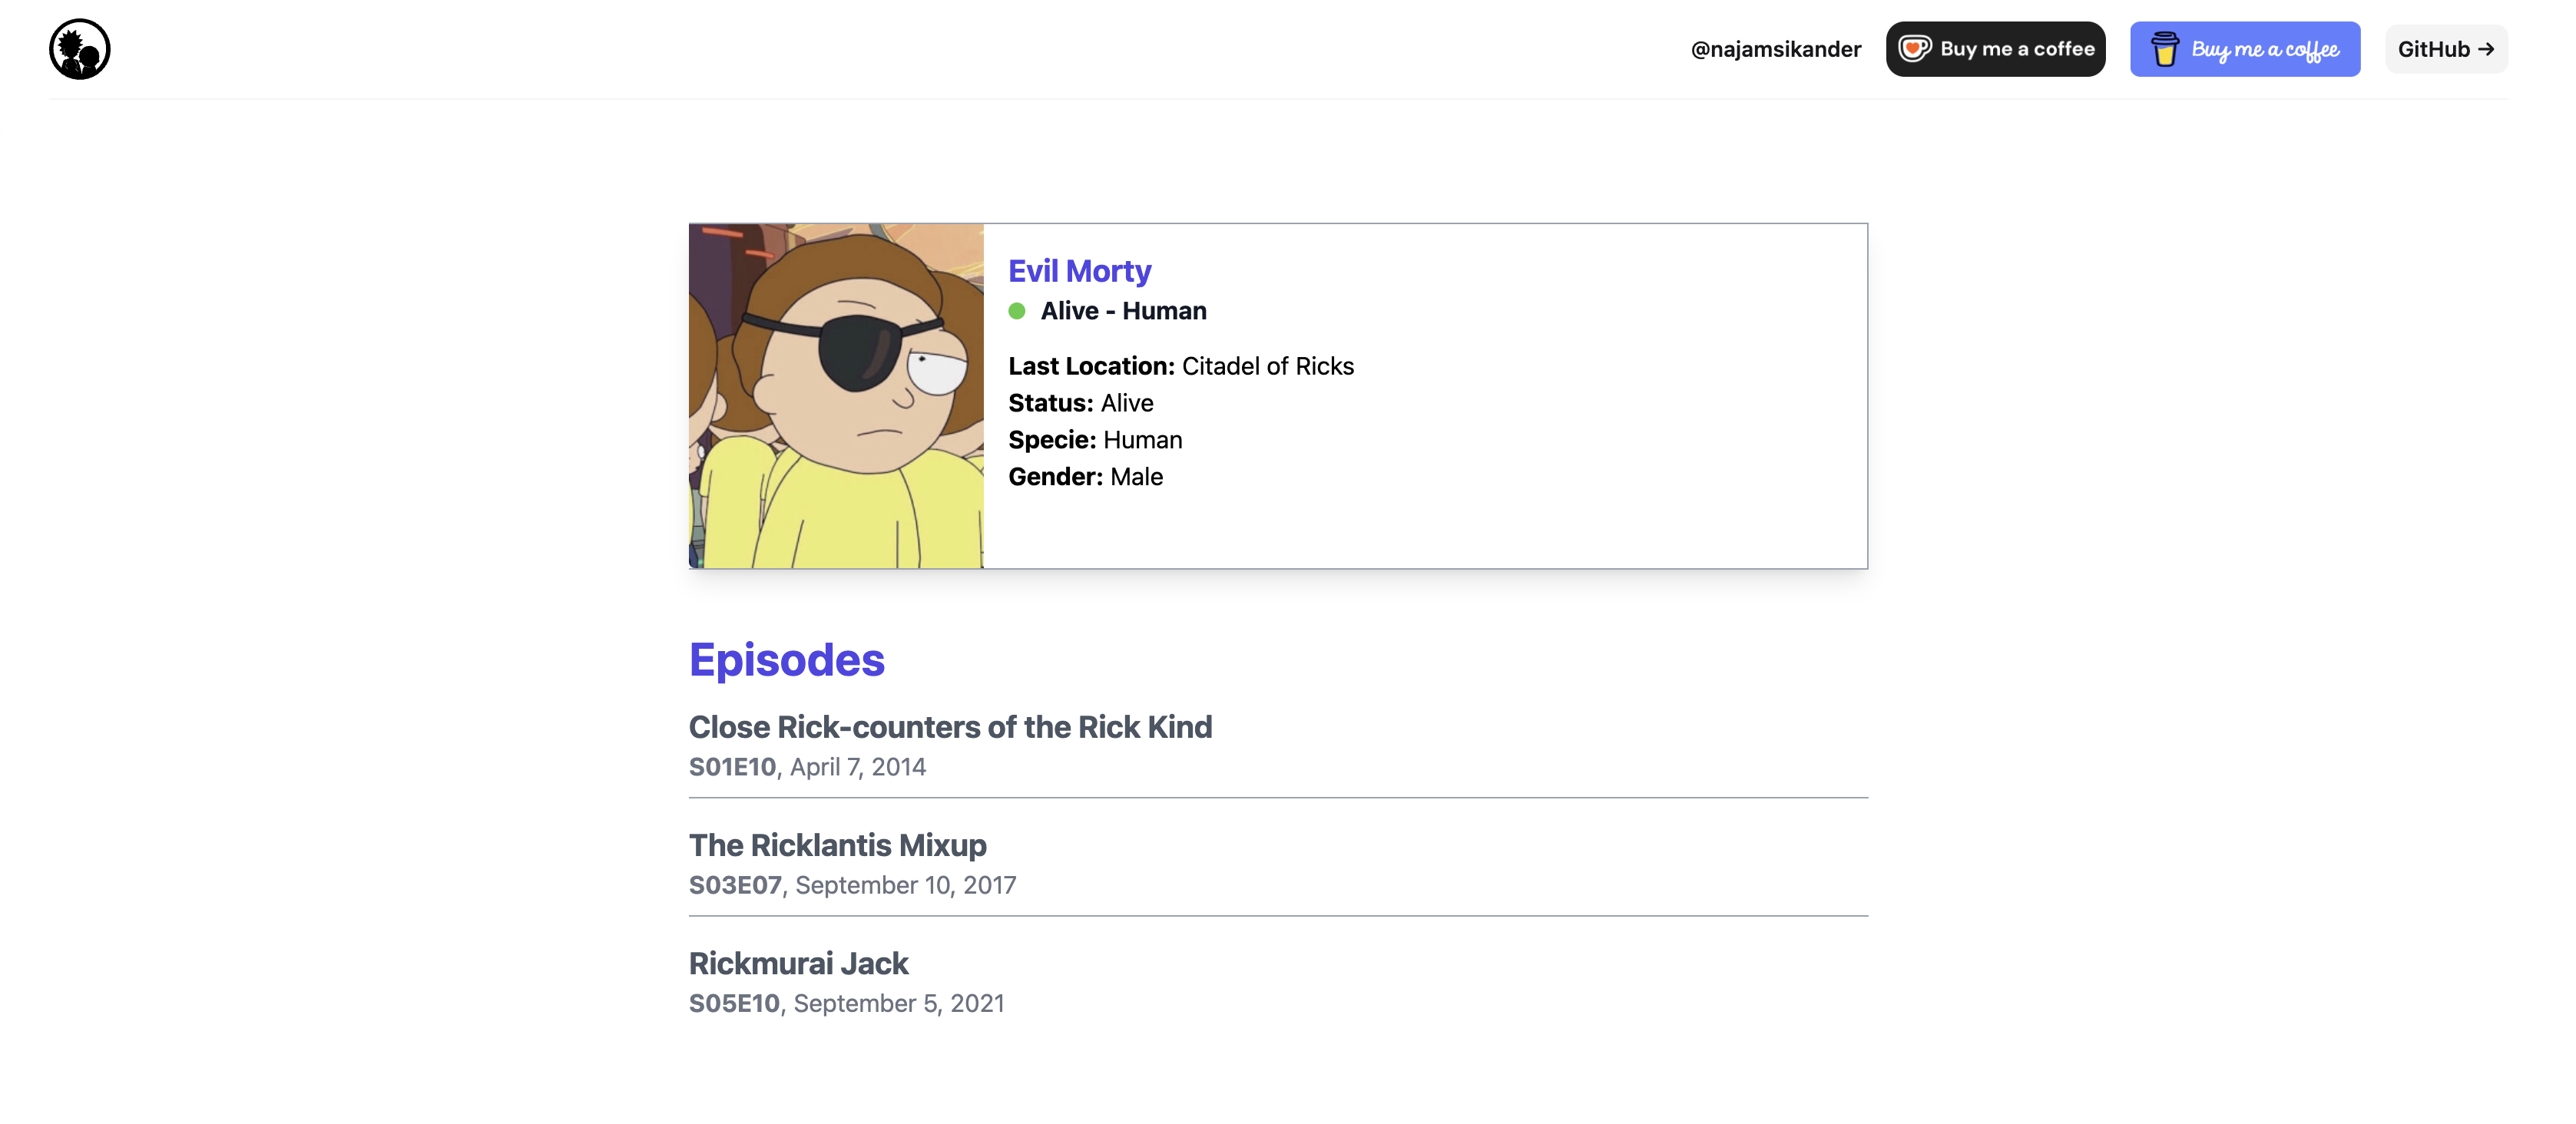 @najamsikander
Buy me a coffee
Buy me a coffee
GitHub →
Evil Morty
Alive - Human
Last Location: Citadel of Ricks
Status: Alive
Specie: Human
Gender: Male
Episodes
Close Rick-counters of the Rick Kind
S01E10, April 7, 2014
The Ricklantis Mixup
S03E07, September 10, 2017
Rickmurai Jack
S05E10, September 5, 2021